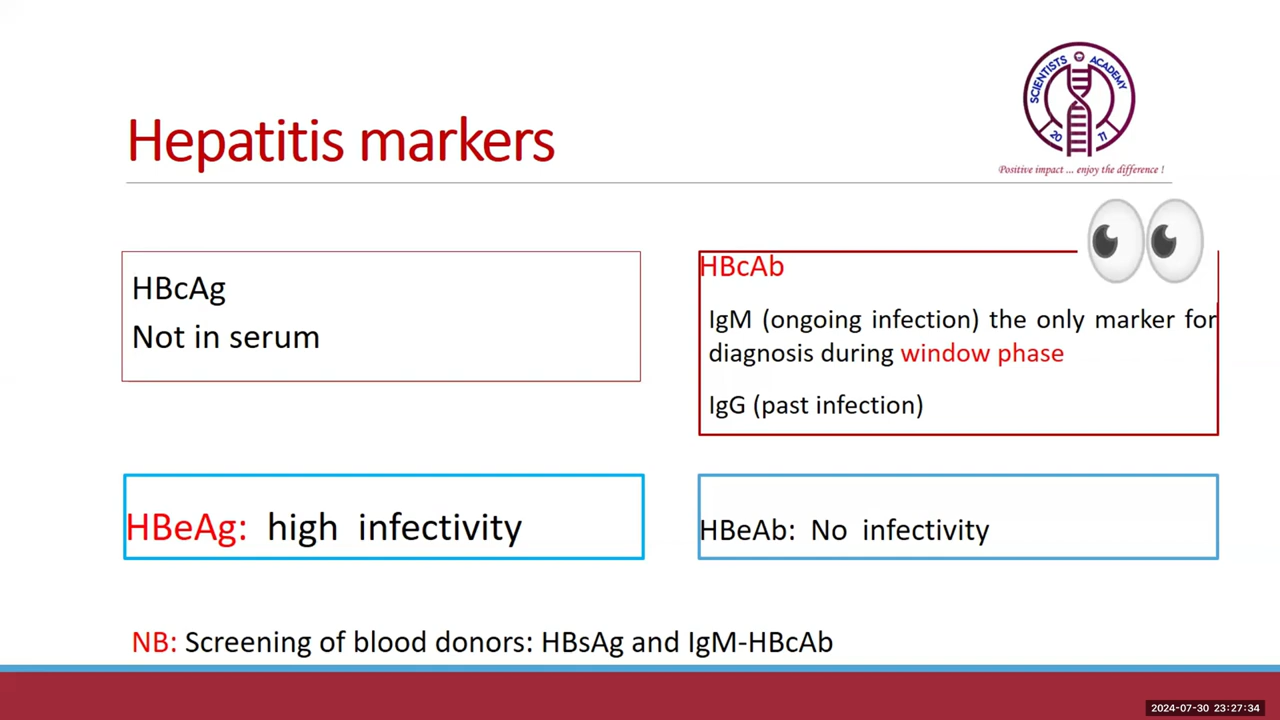 SCIENTISTS ACADEMY
20 17
Positive impact ... enjoy the difference !
Hepatitis markers
HBcAg
Not in serum
HBcAb
IgM (ongoing infection) the only marker for
diagnosis during window phase
IgG (past infection)
HBeAg: high infectivity
HBeAb: No infectivity
NB: Screening of blood donors: HBsAg and IgM-HBcAb
2024-07-30 23:27:34